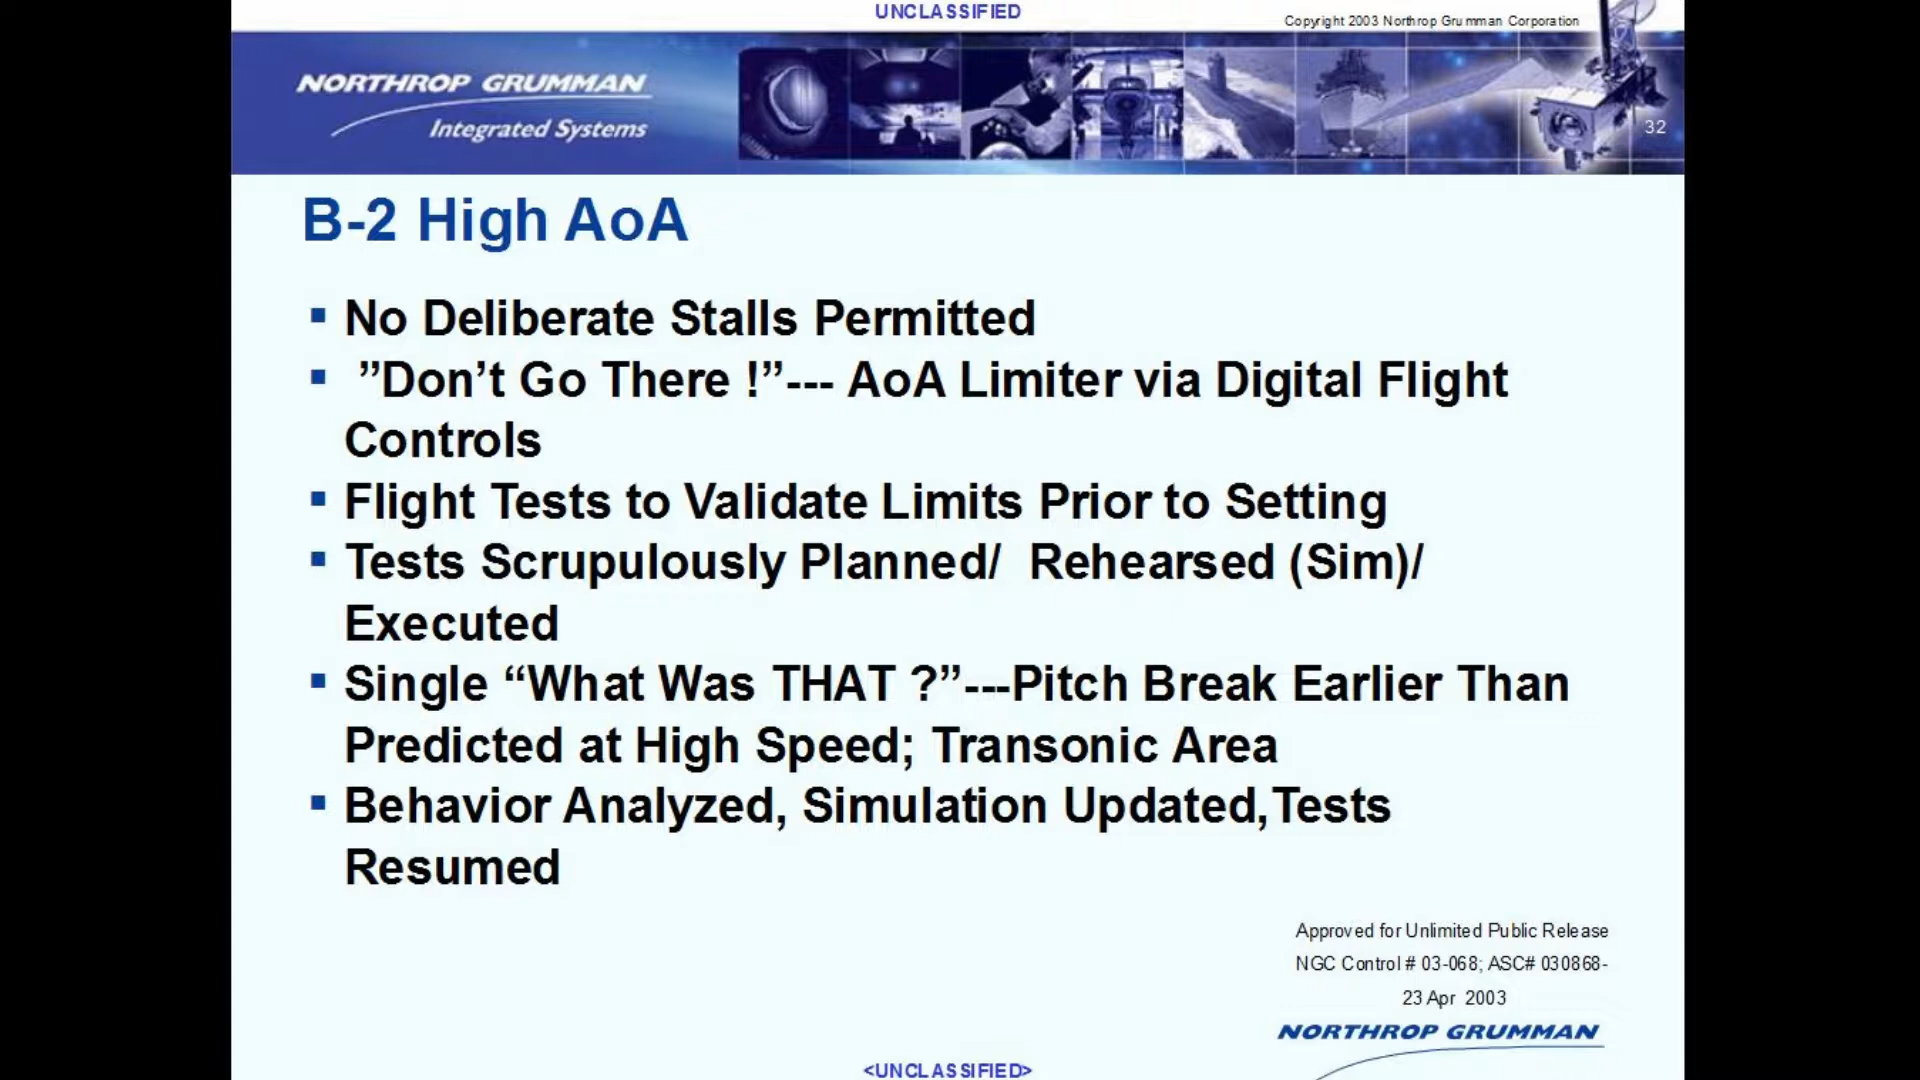 UNCLASSIFIED
Copyright 2003 Northrop Grumman Corporation
NORTHROP GRUMMAN
Integrated Systems
32
B-2 High AoA
▪ No Deliberate Stalls Permitted
▪ ”Don’t Go There !”--- AoA Limiter via Digital Flight
Controls
▪ Flight Tests to Validate Limits Prior to Setting
▪ Tests Scrupulously Planned/ Rehearsed (Sim)/
Executed
▪ Single “What Was THAT ?”---Pitch Break Earlier Than
Predicted at High Speed; Transonic Area
▪ Behavior Analyzed, Simulation Updated,Tests
Resumed
Approved for Unlimited Public Release
NGC Control # 03-068; ASC# 030868-
23 Apr 2003
NORTHROP GRUMMAN
<UNCLASSIFIED>